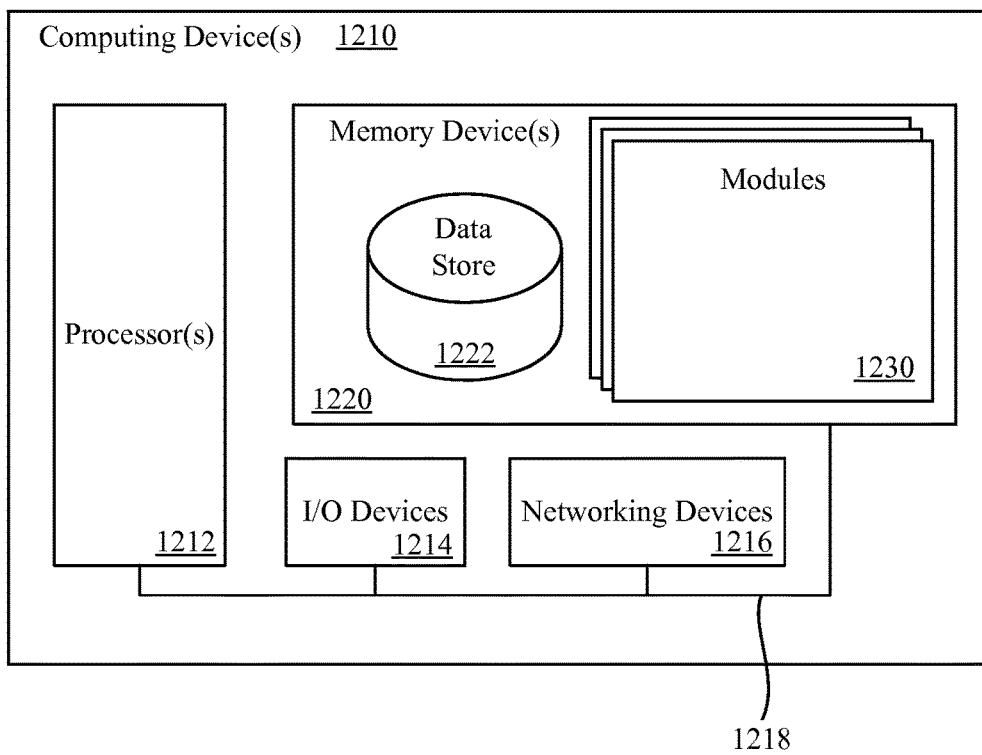 Computing Device(s) 1210
Memory Device(s)
Modules
Data
Store
Processor(s)
1222
1230
1220
I/O Devices
Networking Devices
1212
1214
1216
1218